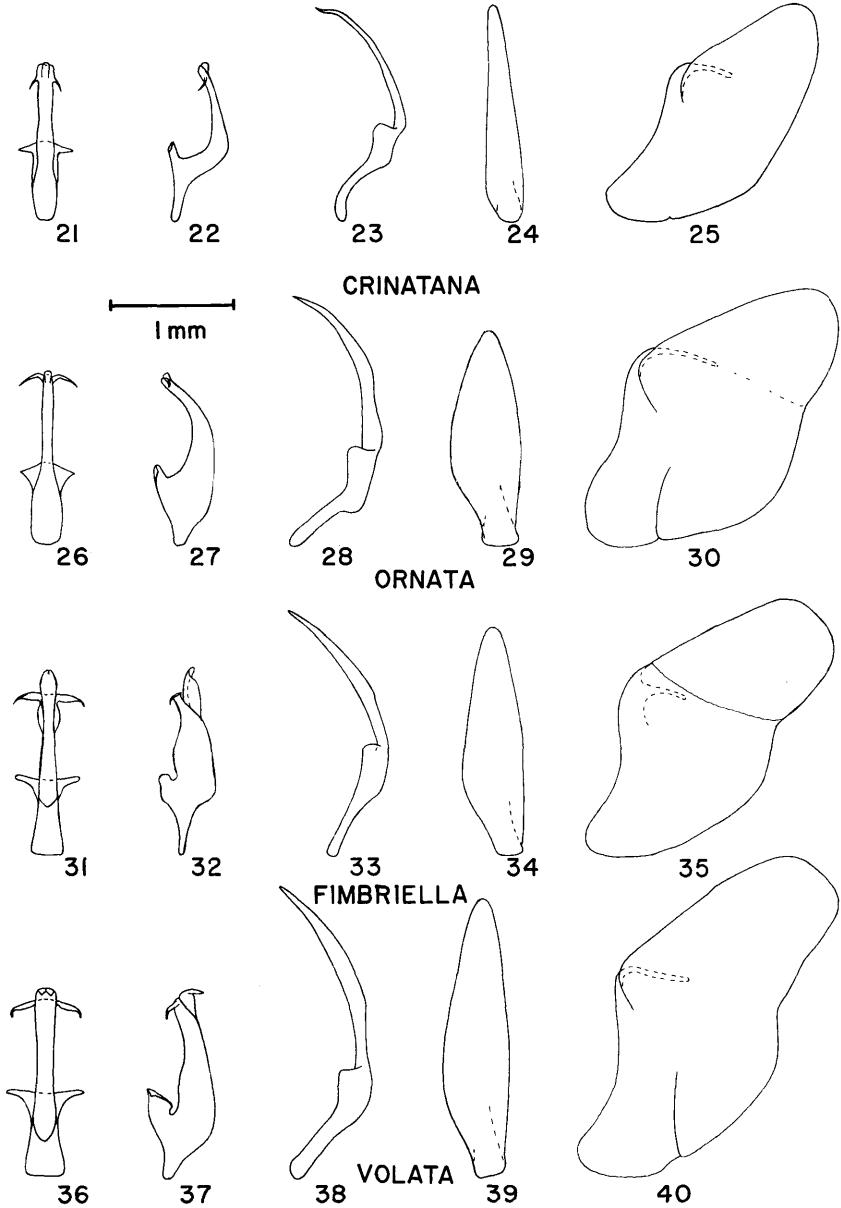 21 22 23 24 25
CRINATANA
1 mm
26 27 28 29 30
ORNATA
31 32 33 34 35
FIMBRIELLA
36 37 38 39 40
VOLATA